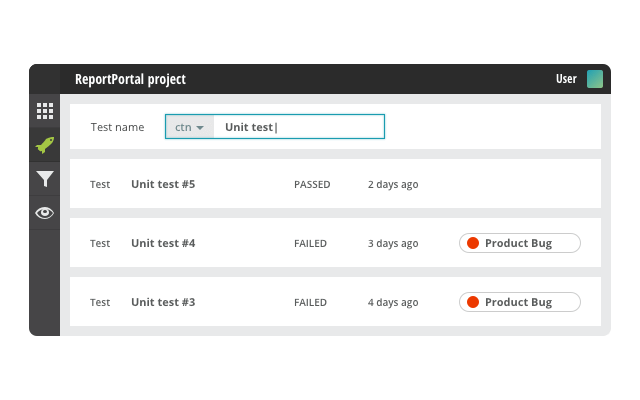 ReportPortal project User
Test name ctn Unit test
Test Unit test #5 PASSED 2 days ago
Test Unit test #4 FAILED 3 days ago Product Bug
Test Unit test #3 FAILED 4 days ago Product Bug